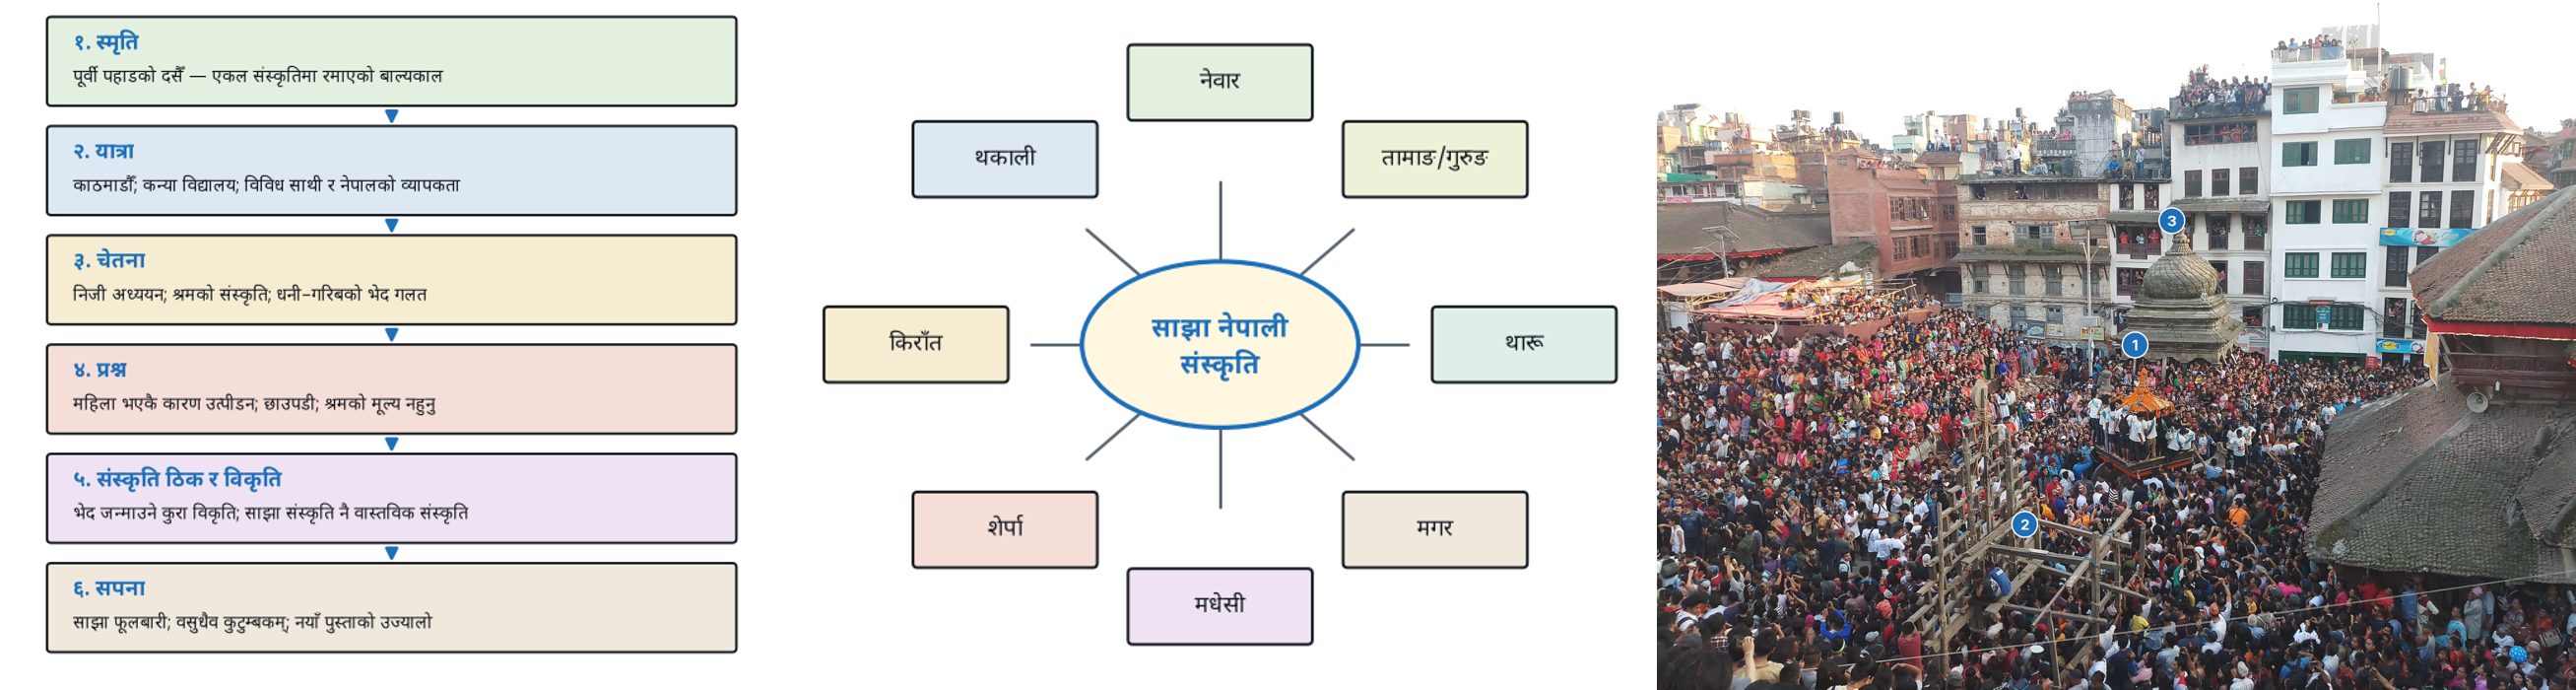 १. स्मृति
पूर्वी पहाडको दसैँ — एकल संस्कृतिमा रमाएको बाल्यकाल
२. यात्रा
काठमाडौँ; कन्या विद्यालय; विविध साथी र नेपालको व्यापकता
३. चेतना
निजी अध्ययन; श्रमको संस्कृति; धनी–गरिबको भेद गलत
४. प्रश्न
महिला भएकै कारण उत्पीडन; छाउपडी; श्रमको मूल्य नहुनु
५. संस्कृति ठिक र विकृति
भेद जन्माउने कुरा विकृति; साझा संस्कृति नै वास्तविक संस्कृति
६. सपना
साझा फूलबारी; वसुधैव कुटुम्बकम्; नयाँ पुस्ताको उज्यालो
नेवार
थकाली
तामाङ/गुरुङ
किराँत
साझा नेपाली
संस्कृति
थारू
शेर्पा
मगर
मधेसी
3
1
2